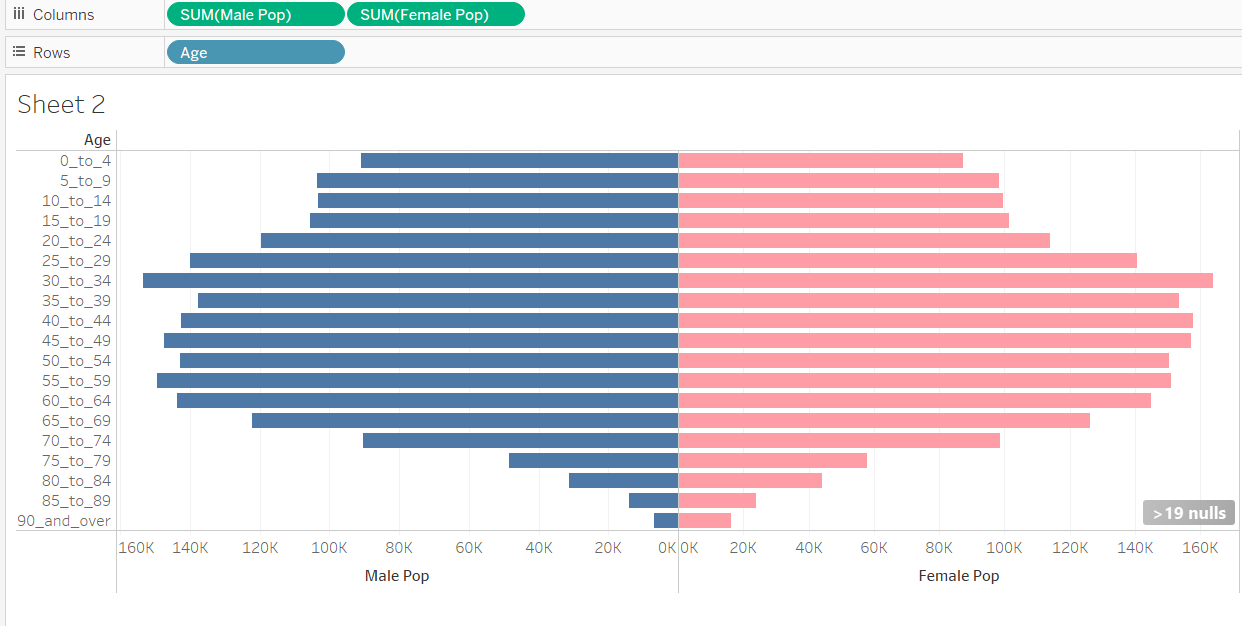 Columns SUM(Male Pop) SUM(Female Pop)
Rows Age
Sheet 2
Age
0_to_4
5_to_9
10_to_14
15_to_19
20_to_24
25_to_29
30_to_34
35_to_39
40_to_44
45_to_49
50_to_54
55_to_59
60_to_64
65_to_69
70_to_74
75_to_79
80_to_84
85_to_89
90_and_over
>19 nulls
160K 140K 120K 100K 80K 60K 40K 20K 0K 0K 20K 40K 60K 80K 100K 120K 140K 160K
Male Pop Female Pop